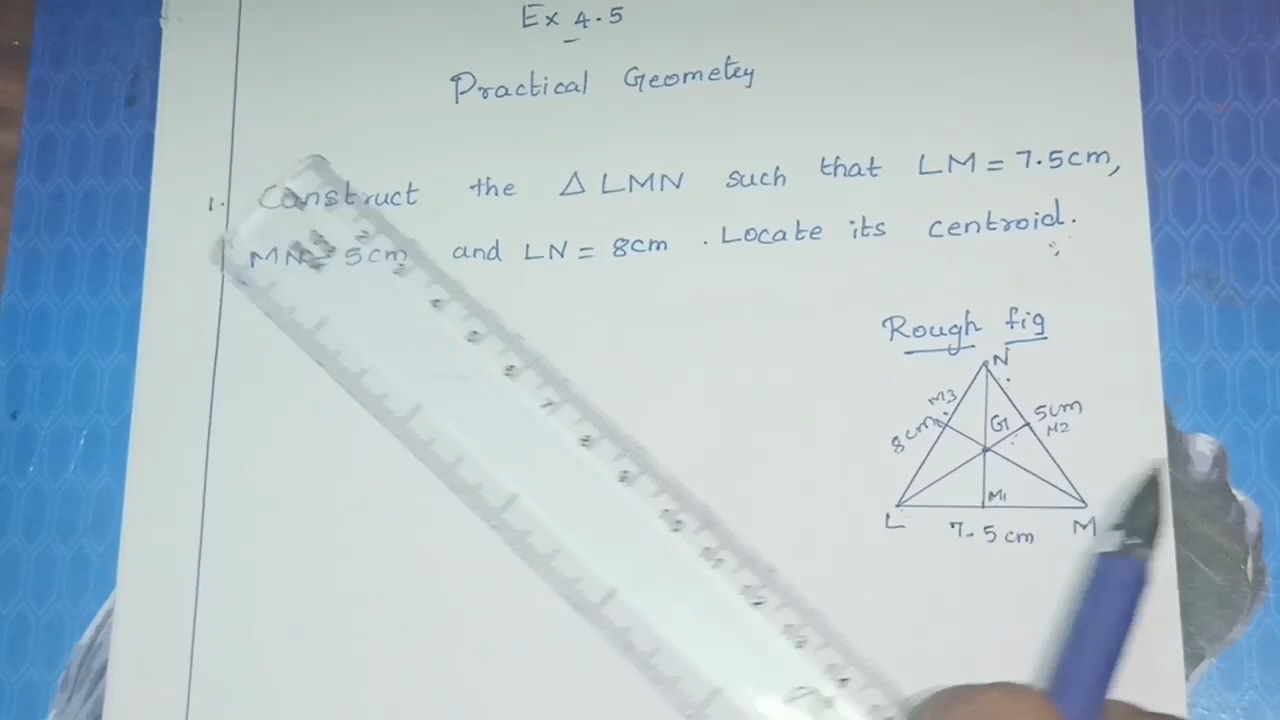 Ex 4.5
Practical Geometry
1. Construct the △ LMN such that LM = 7.5cm,
MN = 5cm and LN = 8cm . Locate its centroid.
Rough fig
N
M3
8cm
G
5cm
M2
M1
L
7.5 cm
M